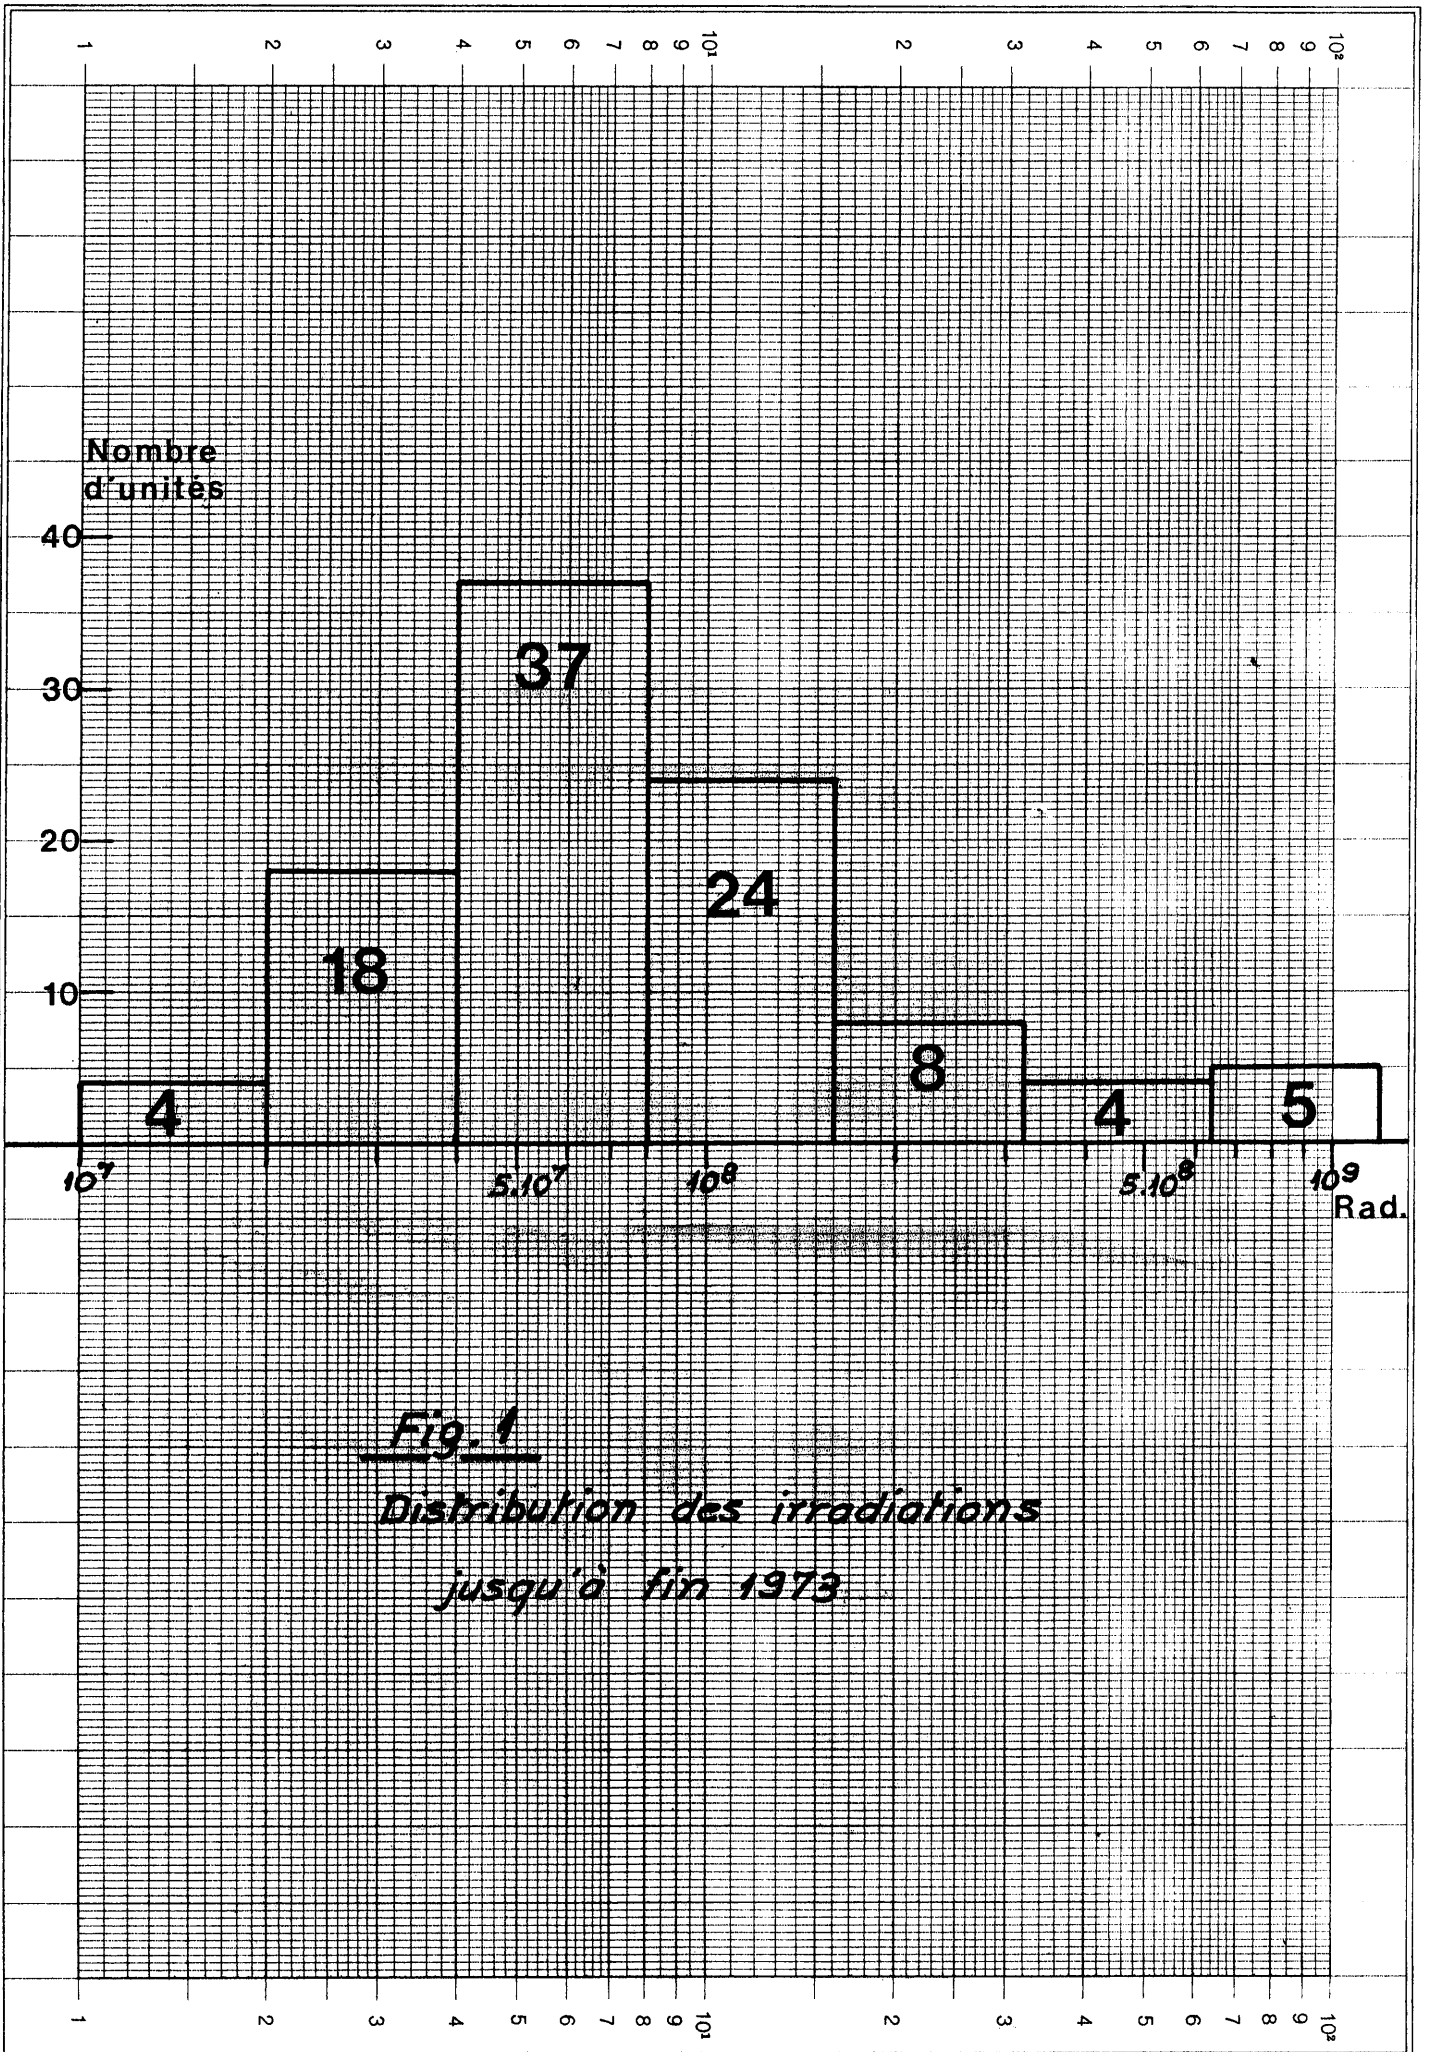 1 2 3 4 5 6 7 8 9 10¹ 2 3 4 5 6 7 8 9 10²
Nombre
d'unités
40
37
30
24
20
18
10
8
4
4
5
10⁷ 5.10⁷ 10⁸ 5.10⁸ 10⁹
Rad.
Fig. 1
Distribution des irradiations
jusqu'à fin 1973
1 2 3 4 5 6 7 8 9 10¹ 2 3 4 5 6 7 8 9 10²